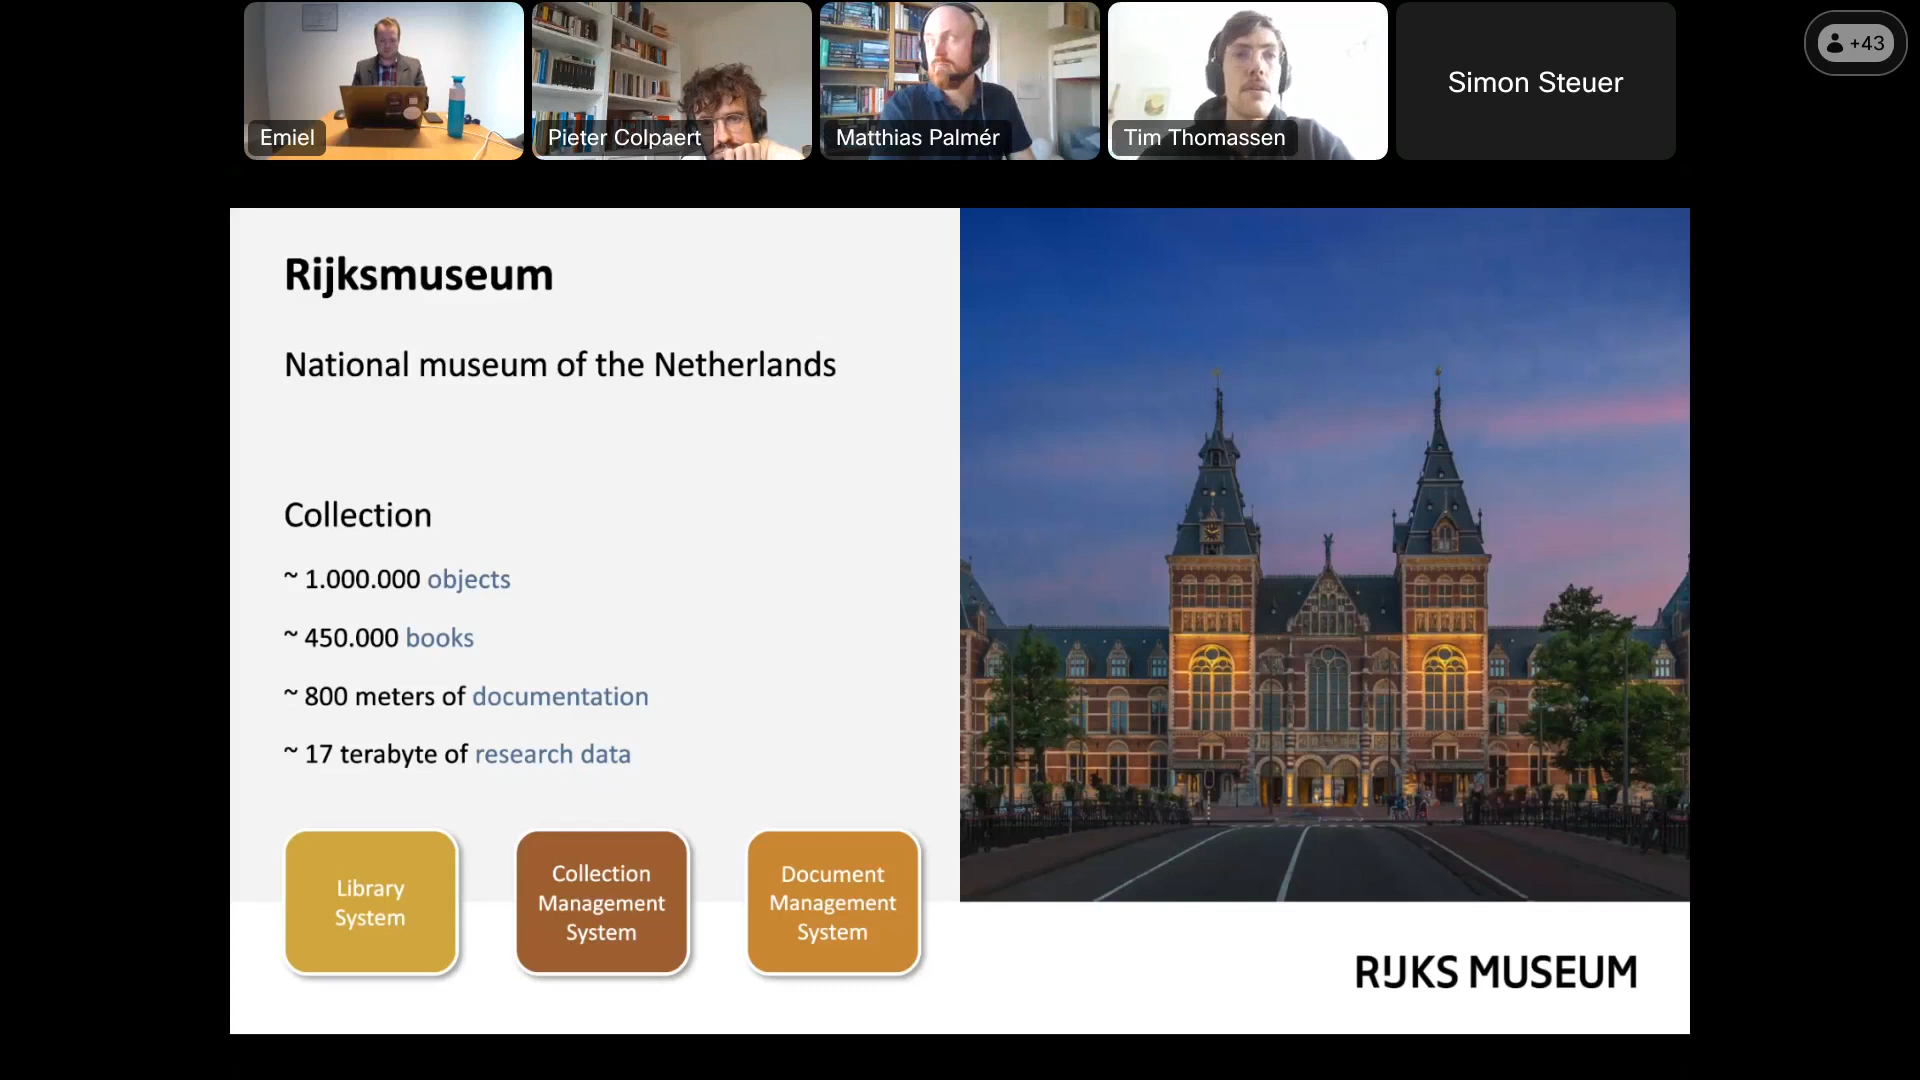 Emiel
Pieter Colpaert
Matthias Palmér
Tim Thomassen
Simon Steuer
+43
Rijksmuseum
National museum of the Netherlands
Collection
~ 1.000.000 objects
~ 450.000 books
~ 800 meters of documentation
~ 17 terabyte of research data
Library
System
Collection
Management
System
Document
Management
System
RIJKS MUSEUM